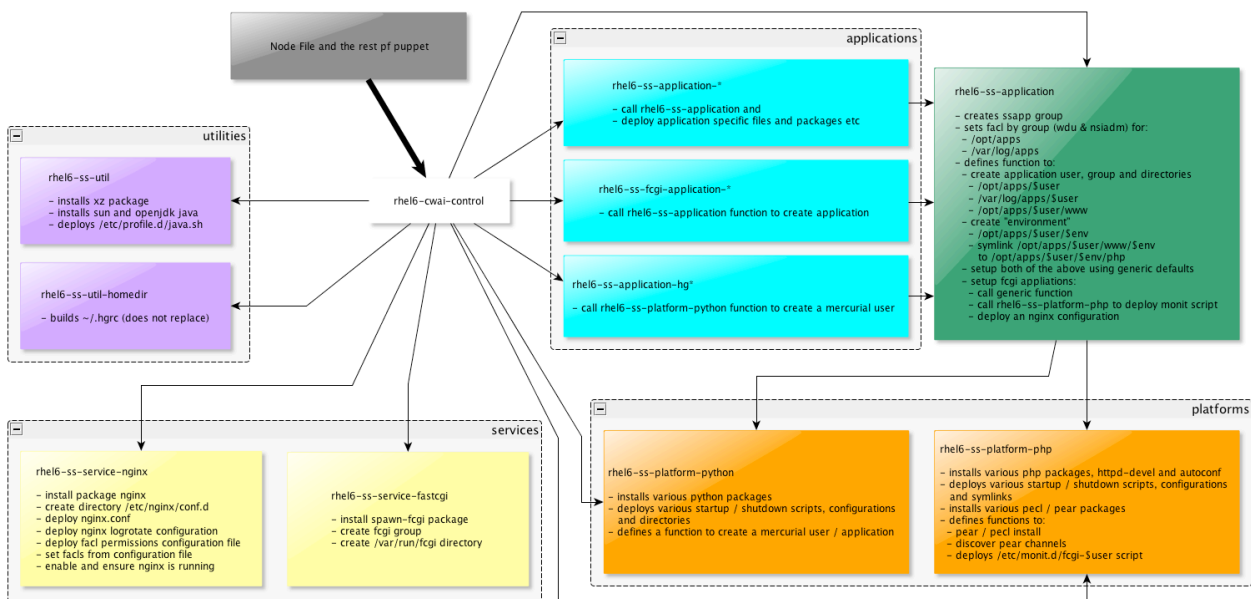 Node File and the rest pf puppet
applications
rhel6-ss-application-*
- call rhel6-ss-application and
- deploy application specific files and packages etc
rhel6-ss-fcgi-application-*
- call rhel6-ss-application function to create application
rhel6-ss-application-hg*
- call rhel6-ss-platform-python function to create a mercurial user
rhel6-ss-application
- creates ssapp group
- sets facl by group (wdu & nsiadm) for:
- /opt/apps
- /var/log/apps
- defines function to:
- create application user, group and directories
- /opt/apps/$user
- /var/log/apps/$user
- /opt/apps/$user/www
- create "environment"
- /opt/apps/$user/$env
- symlink /opt/apps/$user/www/$env
to /opt/apps/$user/$env/php
- setup both of the above using generic defaults
- setup fcgi appliations:
- call generic function
- call rhel6-ss-platform-php to deploy monit script
- deploy an nginx configuration
utilities
rhel6-ss-util
- installs xz package
- installs sun and openjdk java
- deploys /etc/profile.d/java.sh
rhel6-ss-util-homedir
- builds ~/.hgrc (does not replace)
rhel6-cwai-control
services
rhel6-ss-service-nginx
- install package nginx
- create directory /etc/nginx/conf.d
- deploy nginx.conf
- deploy nginx logrotate configuration
- deploy facl permissions configuration file
- set facls from configuration file
- enable and ensure nginx is running
rhel6-ss-service-fastcgi
- install spawn-fcgi package
- create fcgi group
- create /var/run/fcgi directory
platforms
rhel6-ss-platform-python
- installs various python packages
- deploys various startup / shutdown scripts, configurations
and directories
- defines a function to create a mercurial user / application
rhel6-ss-platform-php
- installs various php packages, httpd-devel and autoconf
- deploys various startup / shutdown scripts, configurations
and symlinks
- installs various pecl / pear packages
- defines functions to:
- pear / pecl install
- discover pear channels
- deploys /etc/monit.d/fcgi-$user script